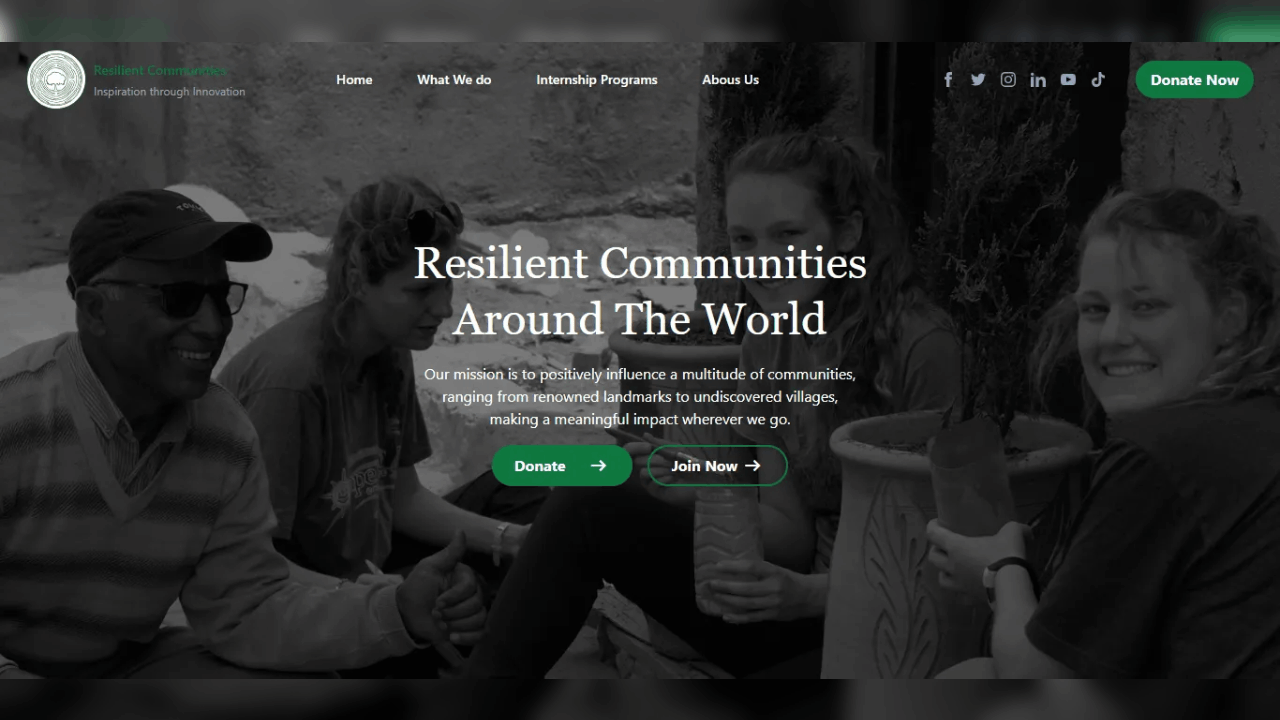 Resilient Communities
Inspiration through Innovation
Home
What We do
Internship Programs
Abous Us
Donate Now
Resilient Communities
Around The World
Our mission is to positively influence a multitude of communities,
ranging from renowned landmarks to undiscovered villages,
making a meaningful impact wherever we go.
Donate
Join Now